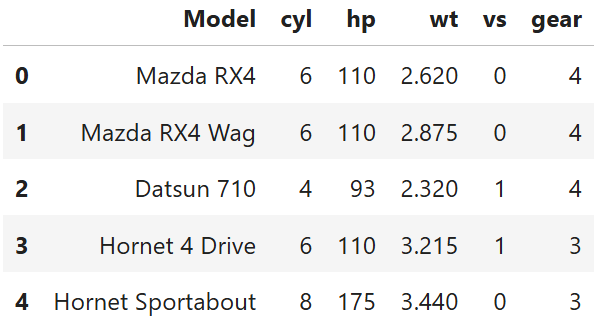 Model cyl hp wt vs gear
0 Mazda RX4 6 110 2.620 0 4
1 Mazda RX4 Wag 6 110 2.875 0 4
2 Datsun 710 4 93 2.320 1 4
3 Hornet 4 Drive 6 110 3.215 1 3
4 Hornet Sportabout 8 175 3.440 0 3